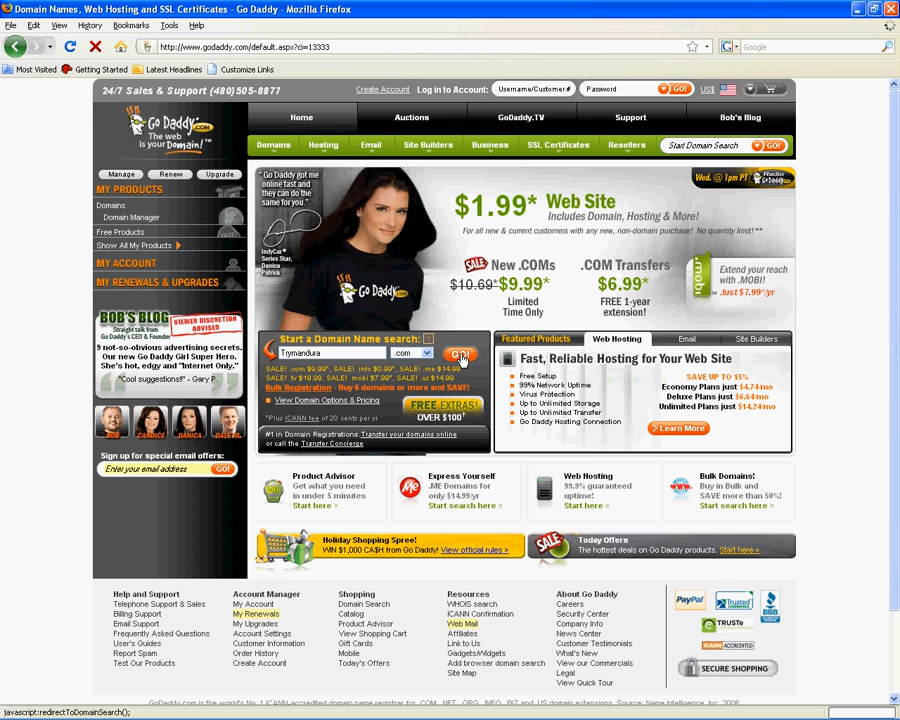 Domain Names, Web Hosting and SSL Certificates - Go Daddy - Mozilla Firefox
File Edit View History Bookmarks Tools Help
http://www.godaddy.com/default.aspx?ci=13333
Google
Most Visited Getting Started Latest Headlines Customize Links
24/7 Sales & Support (480)505-8877
Create Account Log in to Account: Username/Customer # Password GO! US$
Go Daddy .COM
The web is your Domain!™
Home Auctions GoDaddy.TV Support Bob's Blog
Domains Hosting Email Site Builders Business SSL Certificates Resellers Start Domain Search GO!
Manage Renew Upgrade
MY PRODUCTS
Domains
Domain Manager
Free Products
Show All My Products
MY ACCOUNT
MY RENEWALS & UPGRADES
BOB'S BLOG VIEWER DISCRETION ADVISED
Straight talk from
Go Daddy's CEO & Founder
9 not-so-obvious advertising secrets.
Our new Go Daddy Girl Super Hero.
She's hot, edgy and "Internet Only."
"Cool suggestions!!" - Gary P.
BOB CANDICE DANICA DALE JR.
Sign up for special email offers:
Enter your email address GO!
"Go Daddy got me
online fast and
they can do the
same for you."
IndyCar®
Series Star,
Danica
Patrick
Go Daddy .COM
Wed. @ 1pm PT Radio GoDaddy
$1.99* Web Site
Includes Domain, Hosting & More!
For all new & current customers with any new, non-domain purchase! No quantity limit!**
SALE New .COMs
$10.69* $9.99*
Limited
Time Only
.COM Transfers
$6.99*
FREE 1-year
extension!
.mobi
Extend your reach
with .MOBI!
Just $7.99*/yr
Start a Domain Name search: ?
Trymandura .com GO!
SALE! .com $9.99*, .info $0.99*, .me $14.99
SALE! .tv $19.99, .mobi $7.99*, .us $14.99
Bulk Registration - Buy 6 domains or more and SAVE!
View Domain Options & Pricing
FREE EXTRAS!
OVER $100†
*Plus ICANN fee of 20 cents per yr
#1 in Domain Registrations. Transfer your domains online
or call the Transfer Concierge
Featured Products Web Hosting Email Site Builders
Fast, Reliable Hosting for Your Web Site
Free Setup
99% Network Uptime
Virus Protection
Up to Unlimited Storage
Up to Unlimited Transfer
Go Daddy Hosting Connection
SAVE UP TO 15%
Economy Plans just $4.74/mo
Deluxe Plans just $6.64/mo
Unlimited Plans just $14.24/mo
Learn More
Product Advisor
Get what you need
in under 5 minutes
Start here >
Me
Express Yourself
.ME Domains for
only $14.99/yr
Start search here >
Web Hosting
99.9% guaranteed
uptime!
Start here >
www.
Bulk Domains!
Buy in Bulk and
SAVE more than 50%!
Start here >
Holiday Shopping Spree!
WIN $1,000 CA$H from Go Daddy! View official rules >
SALE
Today Offers
The hottest deals on Go Daddy products. Start here >
Help and Support
Telephone Support & Sales
Billing Support
Email Support
Frequently Asked Questions
User's Guides
Report Spam
Test Our Products
Account Manager
My Account
My Renewals
My Upgrades
Account Settings
Customer Information
Order History
Create Account
Shopping
Domain Search
Catalog
Product Advisor
View Shopping Cart
Gift Cards
Mobile
Today's Offers
Resources
WHOIS search
ICANN Confirmation
Web Mail
Affiliates
Link to Us
Gadgets/Widgets
Add browser domain search
Site Map
About Go Daddy
Careers
Security Center
Company Info
News Center
Customer Testimonials
What's New
View our Commercials
Legal
View Quick Tour
PayPal
BBB
TRUSTe
ICANN ACCREDITED
SECURE SHOPPING
GoDaddy.com is the world's No. 1 ICANN-accredited domain name registrar for .COM, .NET, .ORG, .INFO, .BIZ and .US domain extensions. Source: Name Intelligence, Inc. 2008
javascript:redirectToDomainSearch();